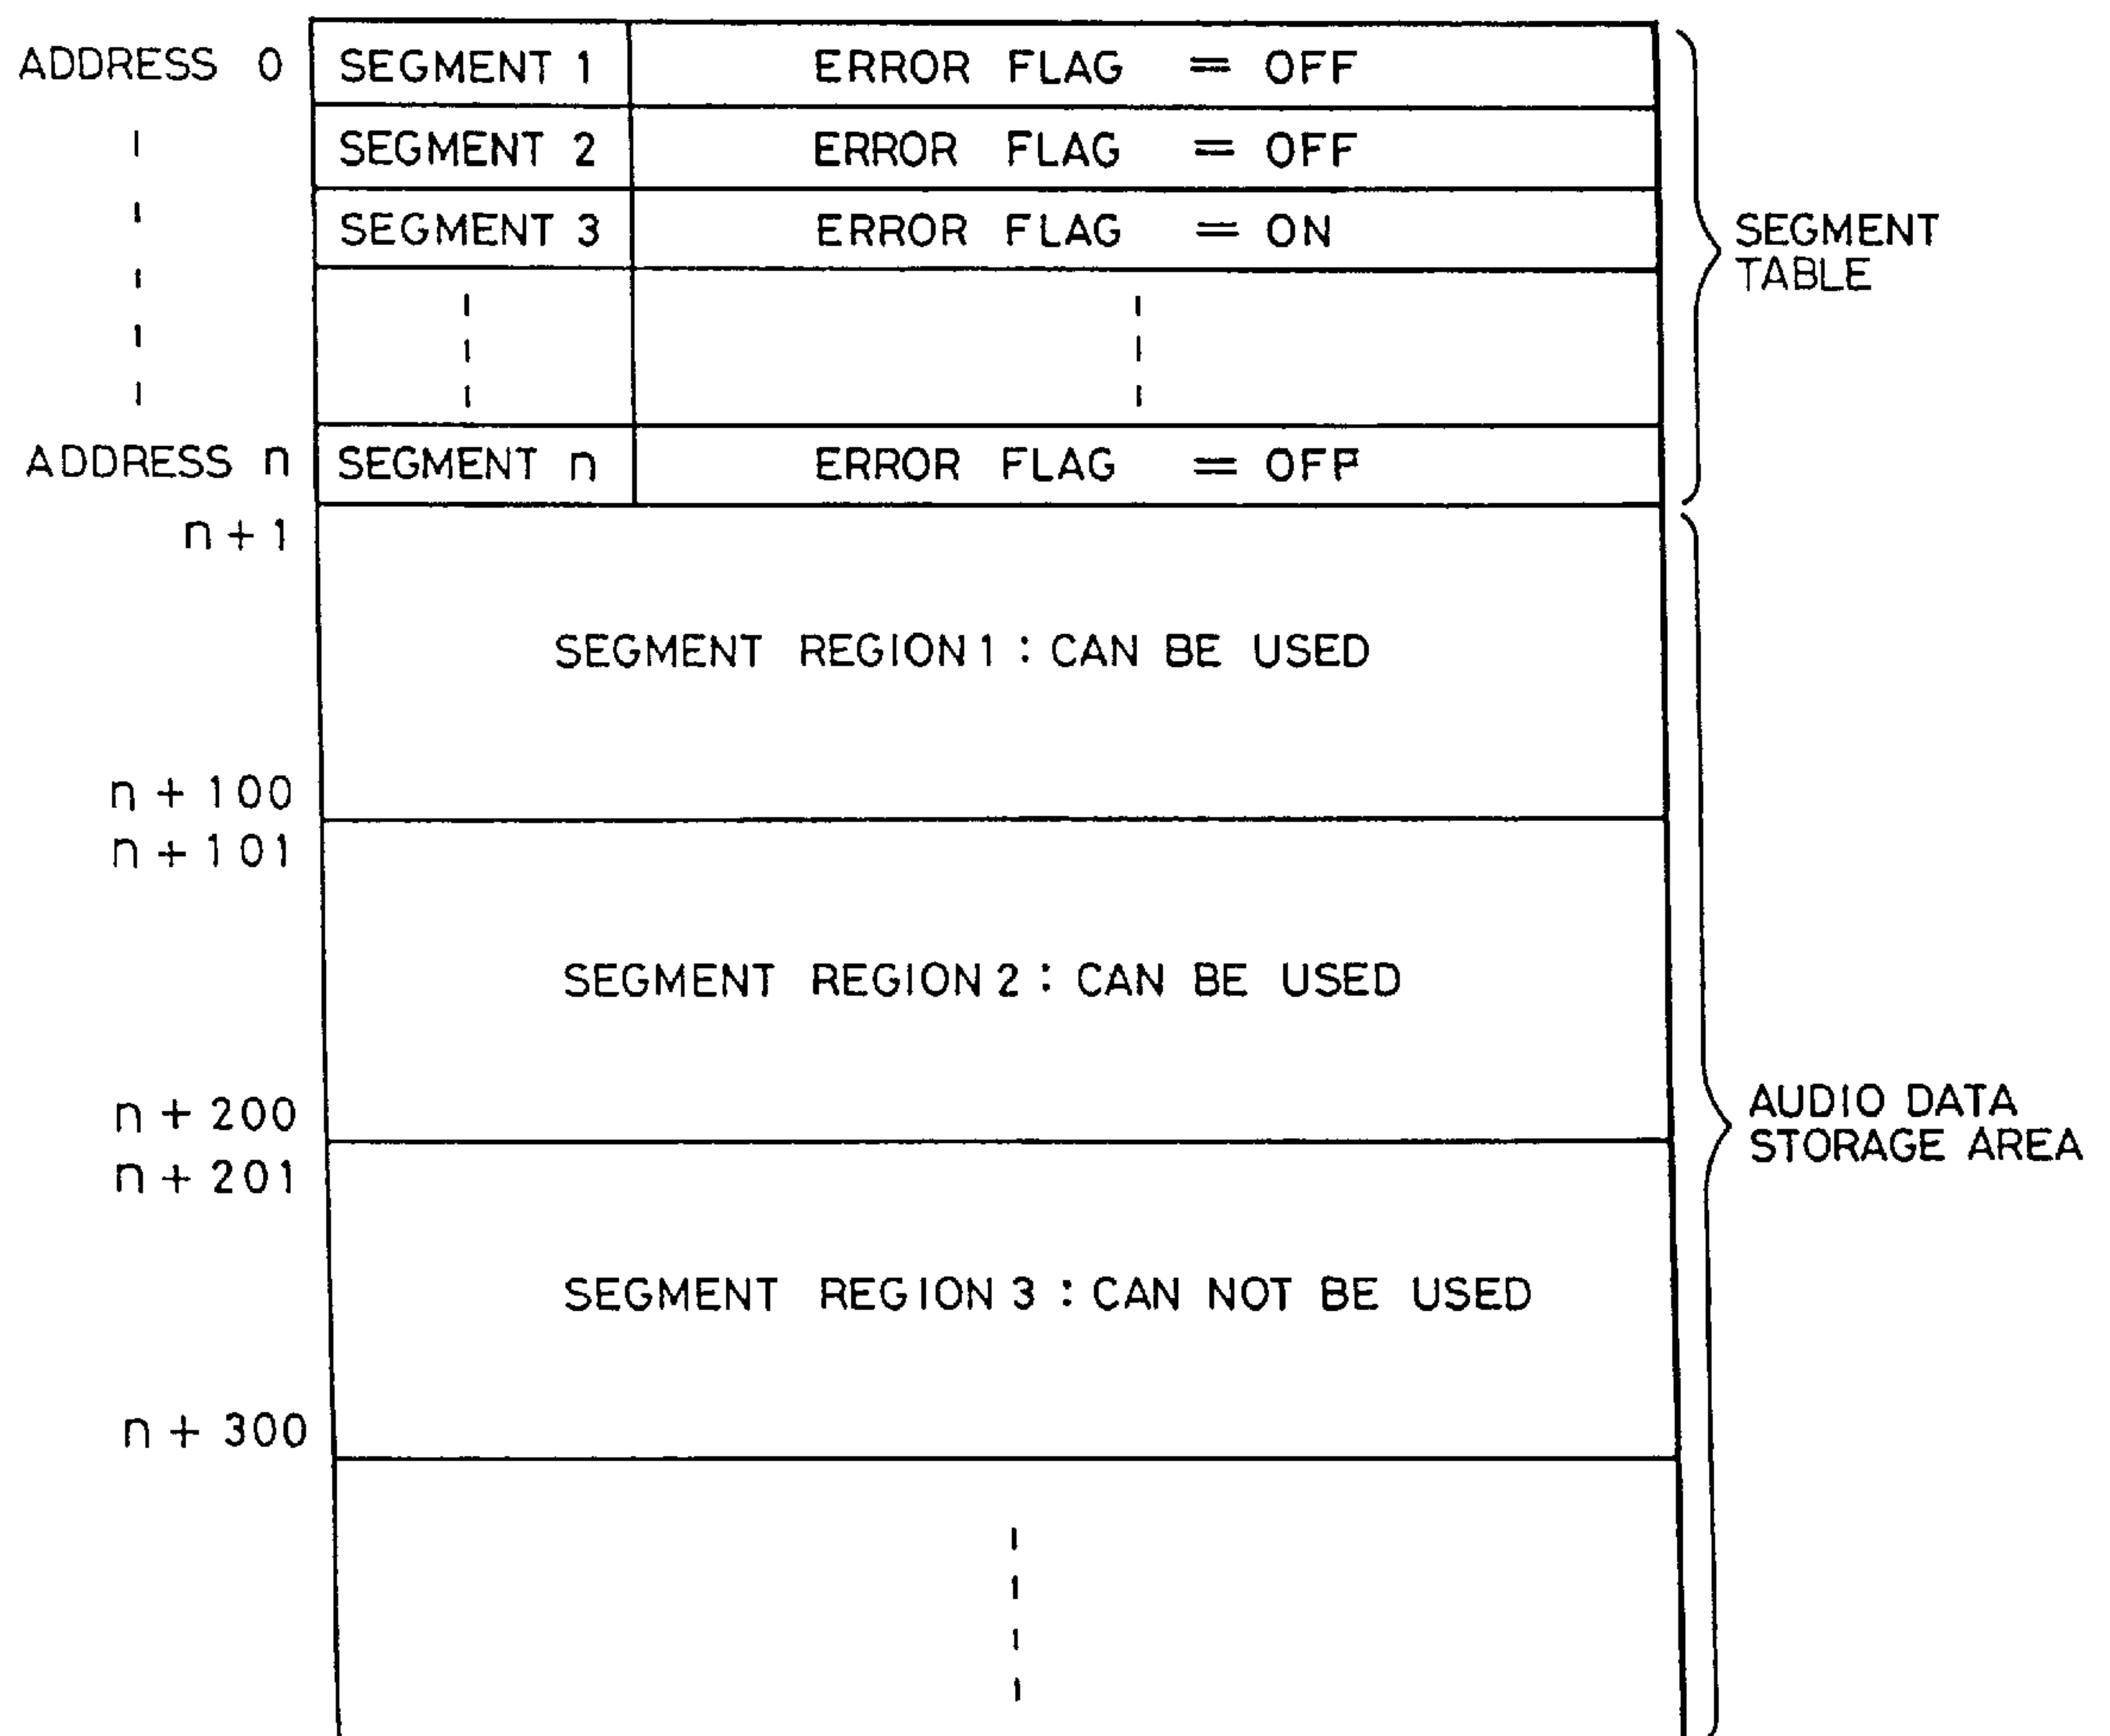 ADDRESS 0 SEGMENT 1 ERROR FLAG = OFF
SEGMENT 2 ERROR FLAG = OFF
SEGMENT 3 ERROR FLAG = ON
SEGMENT
TABLE
ADDRESS n SEGMENT n ERROR FLAG = OFF
n + 1
SEGMENT REGION 1 : CAN BE USED
n + 100
n + 101
SEGMENT REGION 2 : CAN BE USED
n + 200
AUDIO DATA
STORAGE AREA
n + 201
SEGMENT REGION 3 : CAN NOT BE USED
n + 300